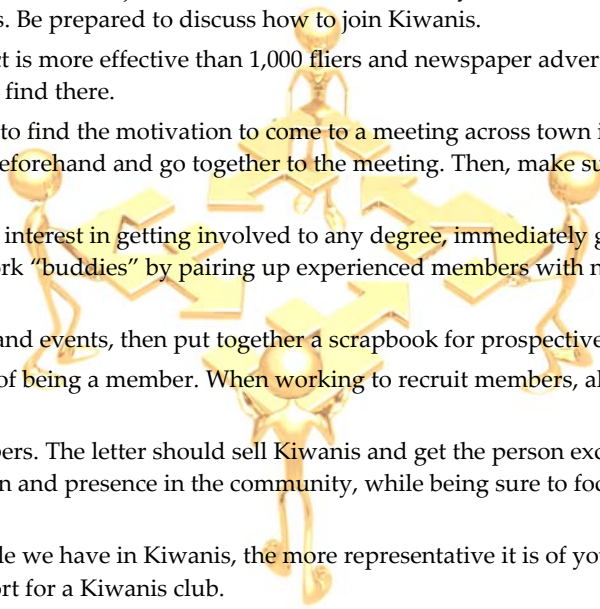 s. Be prepared to discuss how to join Kiwanis.
ct is more effective than 1,000 fliers and newspaper adver
find there.
to find the motivation to come to a meeting across town i
eforehand and go together to the meeting. Then, make su
interest in getting involved to any degree, immediately g
rk “buddies” by pairing up experienced members with n
and events, then put together a scrapbook for prospective
of being a member. When working to recruit members, al
bers. The letter should sell Kiwanis and get the person exc
n and presence in the community, while being sure to foc
le we have in Kiwanis, the more representative it is of you
ort for a Kiwanis club.